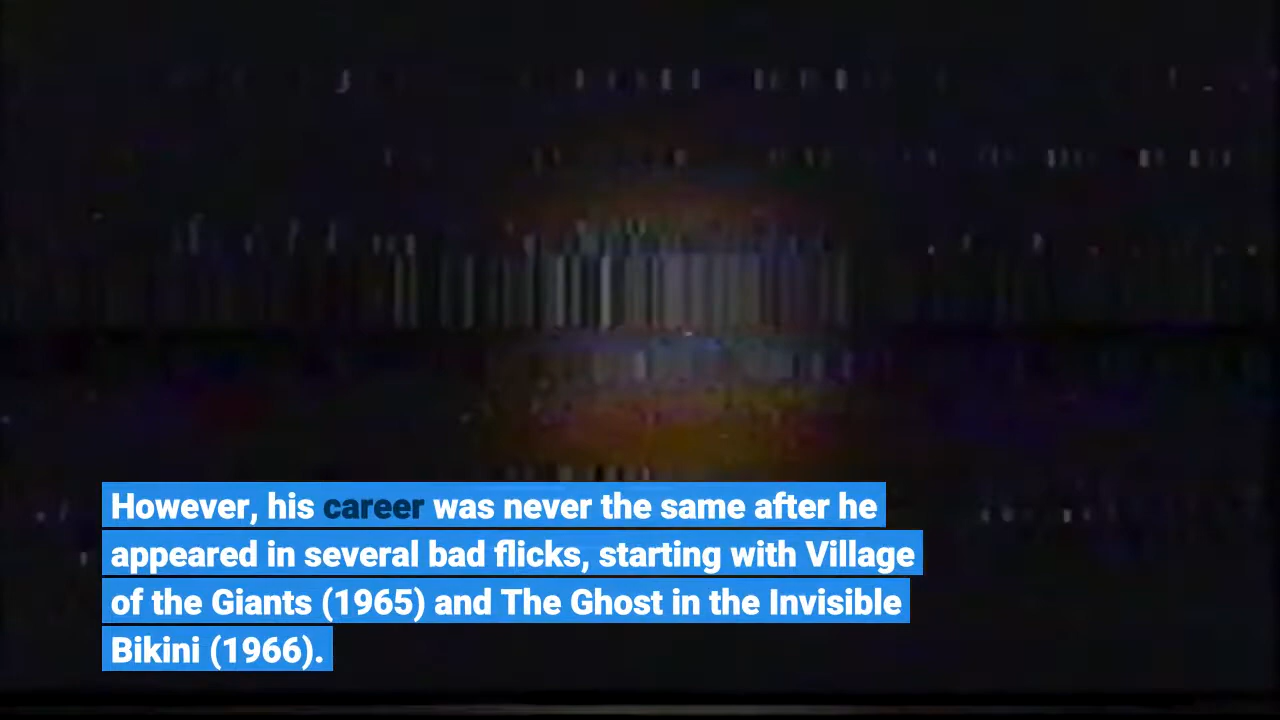 However, his career was never the same after he
appeared in several bad flicks, starting with Village
of the Giants (1965) and The Ghost in the Invisible
Bikini (1966).